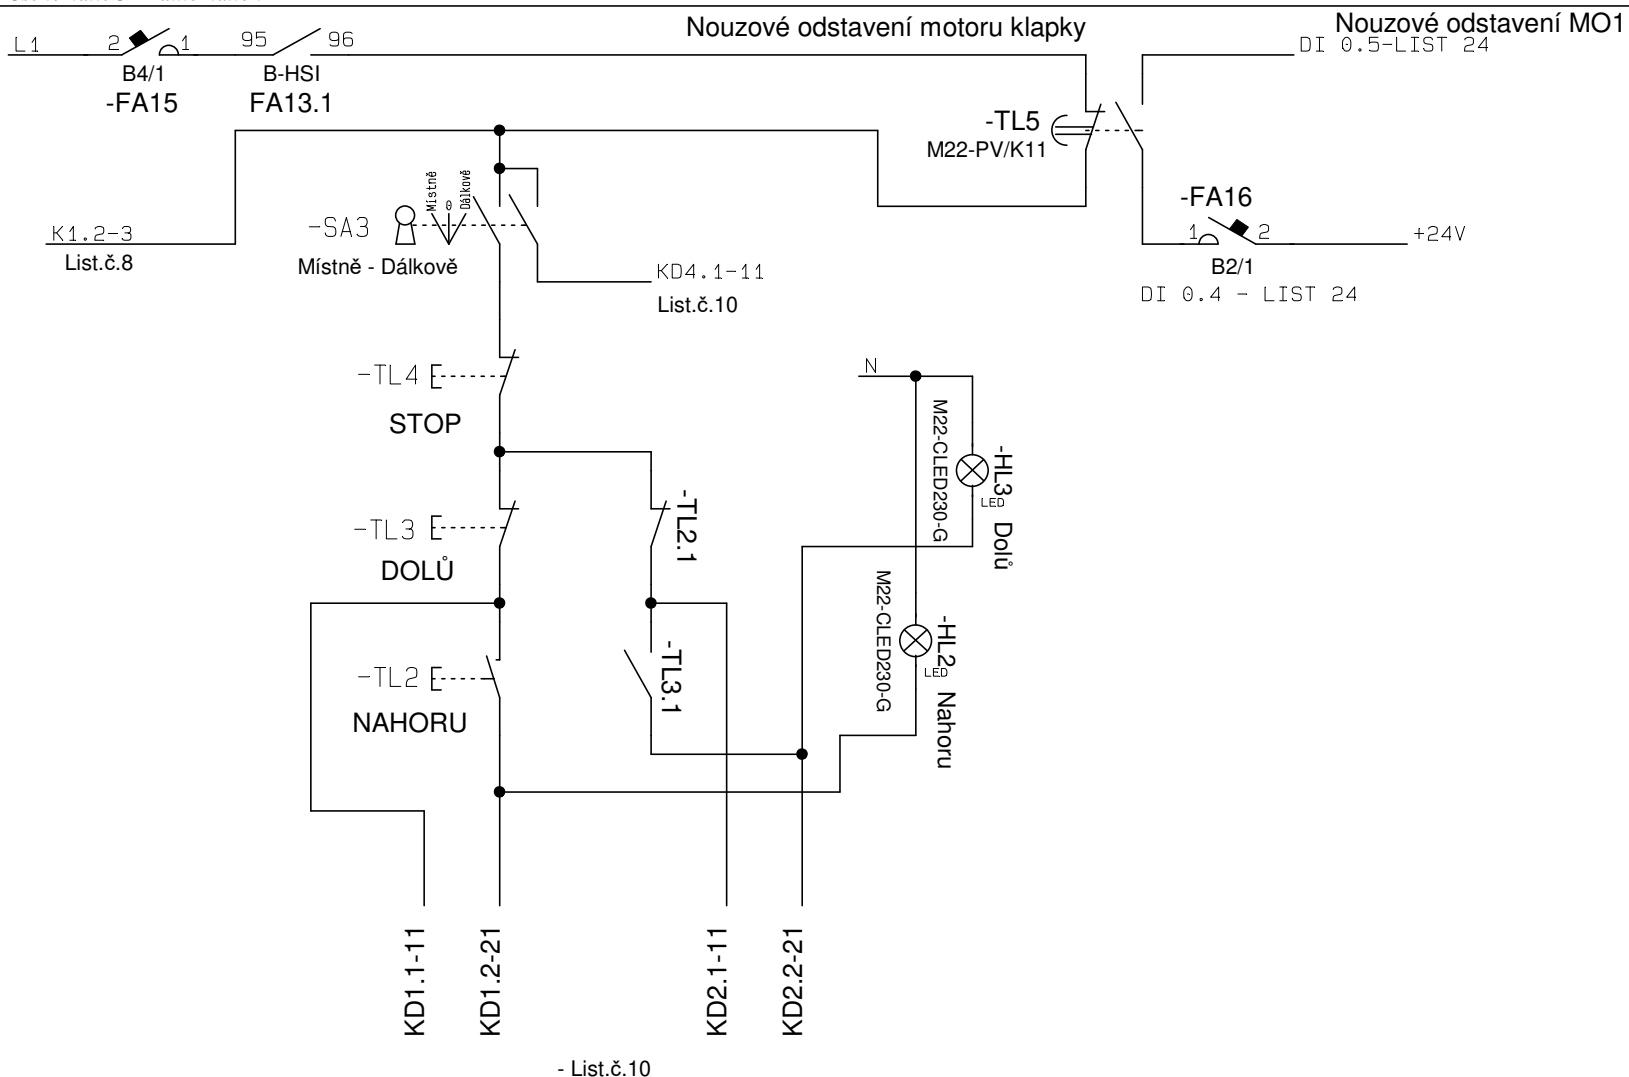 Nouzové odstavení motoru klapky
Nouzové odstavení MO1
L1
2
1
95
96
DI 0.5-LIST 24
B4/1
-FA15
B-HSI
FA13.1
-TL5
M22-PV/K11
-FA16
1
2
+24V
B2/1
DI 0.4 - LIST 24
K1.2-3
List.č.8
-SA3
Místně
0
Dálkově
Místně - Dálkově
KD4.1-11
List.č.10
-TL4
STOP
N
M22-CLED230-G
-HL3
LED
Dolů
-TL3
DOLŮ
-TL2.1
M22-CLED230-G
-HL2
LED
Nahoru
-TL2
NAHORU
-TL3.1
KD1.1-11
KD1.2-21
KD2.1-11
KD2.2-21
- List.č.10